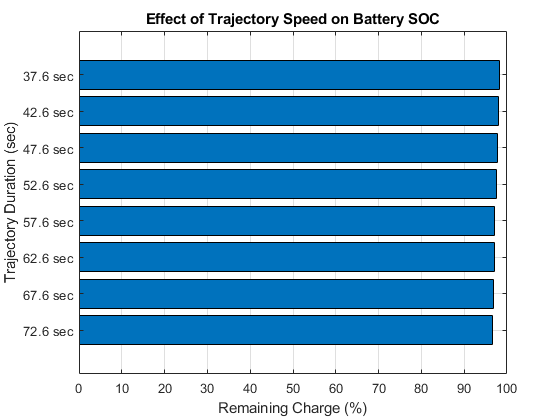 Effect of Trajectory Speed on Battery SOC
Trajectory Duration (sec)
37.6 sec
42.6 sec
47.6 sec
52.6 sec
57.6 sec
62.6 sec
67.6 sec
72.6 sec
0 10 20 30 40 50 60 70 80 90 100
Remaining Charge (%)